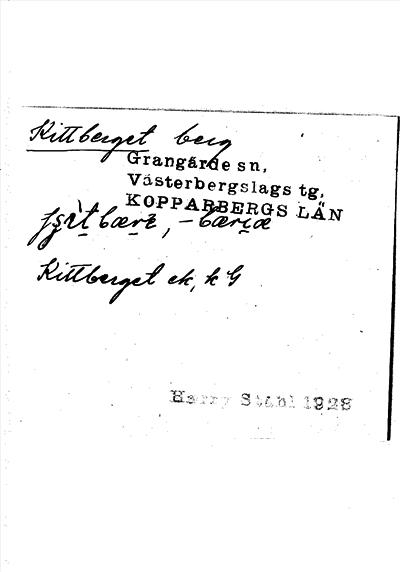 Kittberget berg
Grangärde sn,
Västerbergslags tg,
KOPPARBERGS LÄN
Kittberget ek, k G
Harry Ståhl 1928